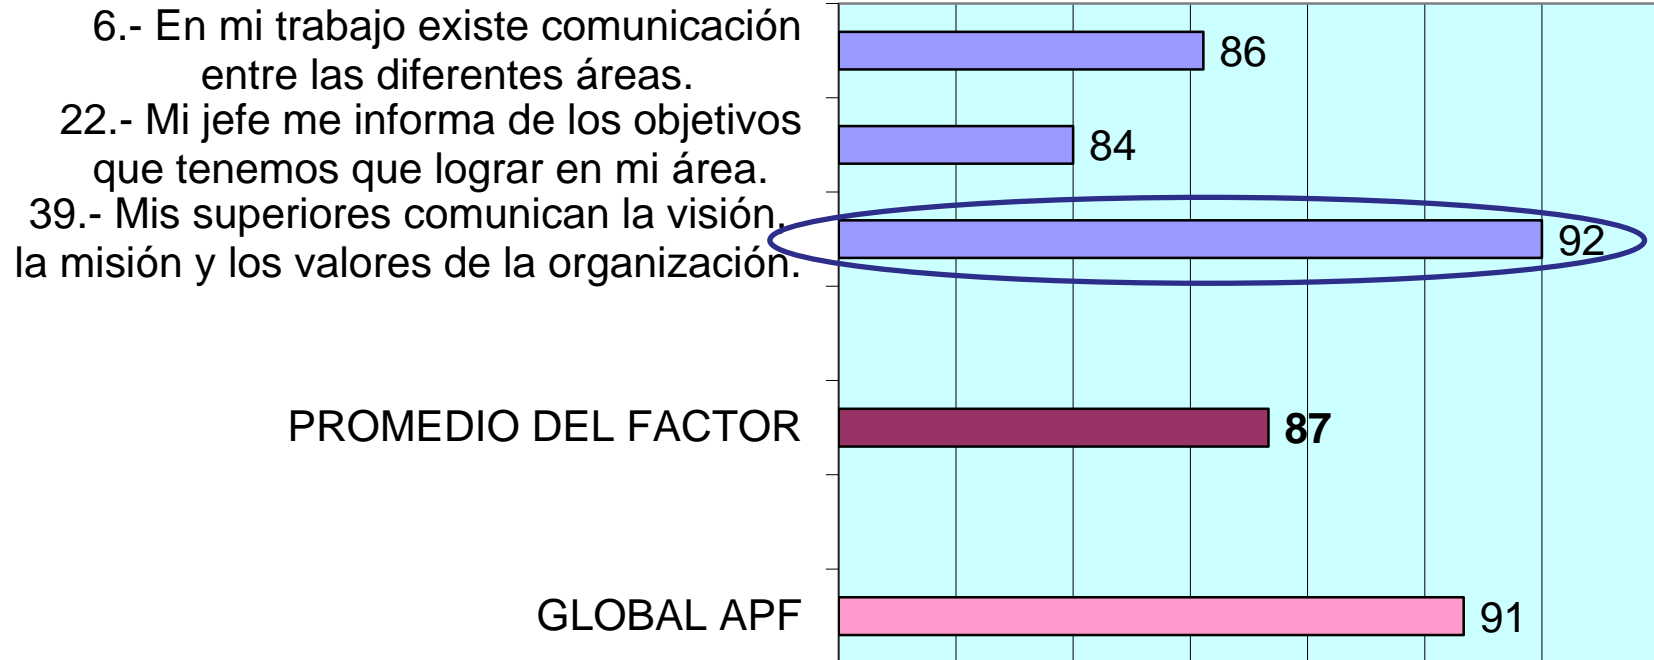 6.- En mi trabajo existe comunicación
entre las diferentes áreas.
86
22.- Mi jefe me informa de los objetivos
que tenemos que lograr en mi área.
84
39.- Mis superiores comunican la visión,
la misión y los valores de la organización.
92
PROMEDIO DEL FACTOR
87
GLOBAL APF
91